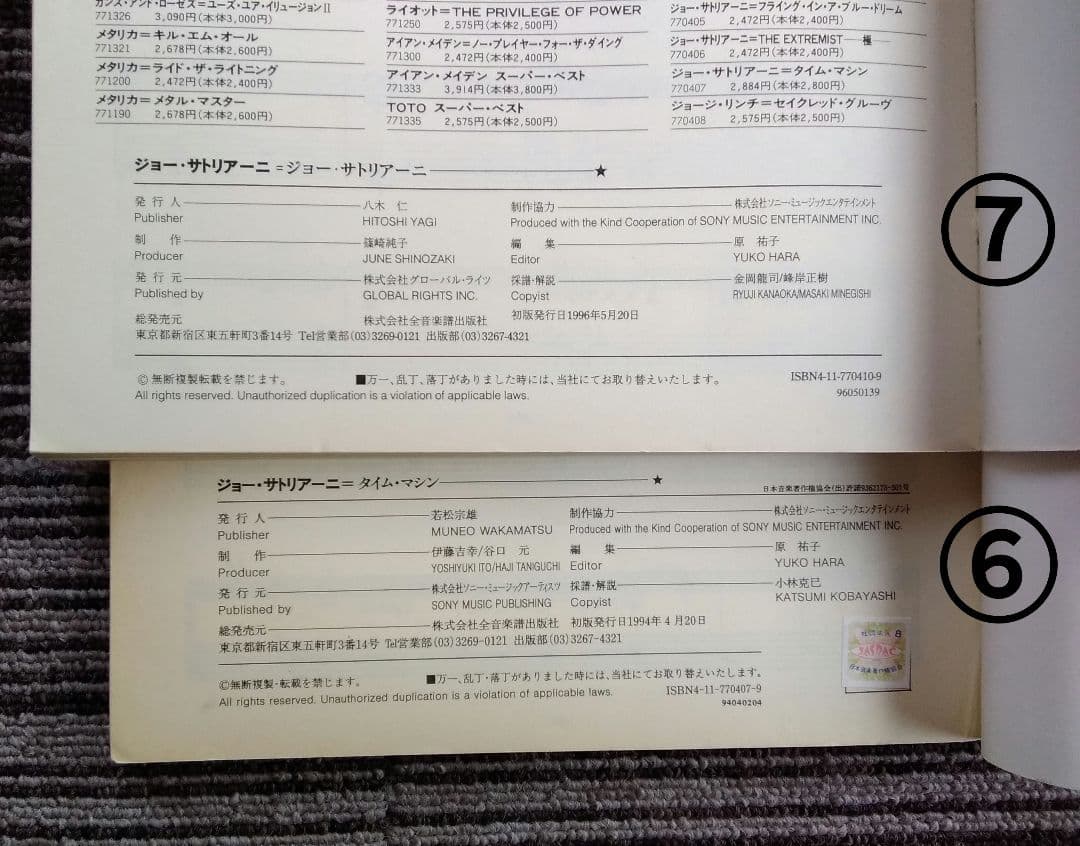 ガンズ・アンド・ローゼズ=ユーズ・ユア・イリュージョンⅡ
3,090円(本体3,000円)
メタリカ=キル・エム・オール
771321 2,678円(本体2,600円)
メタリカ=ライド・ザ・ライトニング
771200 2,472円(本体2,400円)
メタリカ=メタル・マスター
771190 2,678円(本体2,600円)
ライオット=THE PRIVILEGE OF POWER
771250 2,575円(本体2,500円)
アイアン・メイデン=ノー・プレイヤー・フォー・ザ・ダイング
771300 2,472円(本体2,400円)
アイアン・メイデン スーパー・ベスト
771333 3,914円(本体3,800円)
TOTO スーパー・ベスト
771335 2,575円(本体2,500円)
ジョー・サトリアーニ=フライング・イン・ア・ブルー・ドリーム
770405 2,472円(本体2,400円)
ジョー・サトリアーニ=THE EXTREMIST—極—
770406 2,472円(本体2,400円)
ジョー・サトリアーニ=タイム・マシン
770407 2,884円(本体2,800円)
ジョージ・リンチ=セイクレッド・グルーヴ
770408 2,575円(本体2,500円)
ジョー・サトリアーニ=ジョー・サトリアーニ ★
発行人 八木 仁
Publisher HITOSHI YAGI
制作 篠崎純子
Producer JUNE SHINOZAKI
発行元 株式会社グローバル・ライツ
Published by GLOBAL RIGHTS INC.
総発売元 株式会社全音楽譜出版社
東京都新宿区東五軒町3番14号 Tel営業部(03)3269-0121 出版部(03)3267-4321
制作協力 株式会社ソニー・ミュージックエンタテインメント
Produced with the Kind Cooperation of SONY MUSIC ENTERTAINMENT INC.
編集 原 祐子
Editor YUKO HARA
採譜・解説 金岡龍司/峰岸正樹
Copyist RYUJI KANAOKA/MASAKI MINEGISHI
初版発行日1996年5月20日
©無断複製転載を禁じます。 ■万一、乱丁、落丁がありました時には、当社にてお取り替えいたします。 ISBN4-11-770410-9
All rights reserved. Unauthorized duplication is a violation of applicable laws. 96050139
⑦
ジョー・サトリアーニ=タイム・マシン ★
日本音楽著作権協会(出)許諾9362173-301号
発行人 若松宗雄
Publisher MUNEO WAKAMATSU
制作 伊藤吉幸/谷口 元
Producer YOSHIYUKI ITO/HAJI TANIGUCHI
発行元 株式会社ソニー・ミュージックアーティスツ
Published by SONY MUSIC PUBLISHING
総発売元 株式会社全音楽譜出版社 初版発行日1994年4月20日
東京都新宿区東五軒町3番14号 Tel営業部(03)3269-0121 出版部(03)3267-4321
制作協力 株式会社ソニー・ミュージックエンタテインメント
Produced with the Kind Cooperation of SONY MUSIC ENTERTAINMENT INC.
編集 原 祐子
Editor YUKO HARA
採譜・解説 小林克巳
Copyist KATSUMI KOBAYASHI
©無断複製・転載を禁じます。 ■万一、乱丁・落丁がありました時には、当社にてお取り替えいたします。
All rights reserved. Unauthorized duplication is a violation of applicable laws. ISBN4-11-770407-9
94040204
JASRAC
⑥